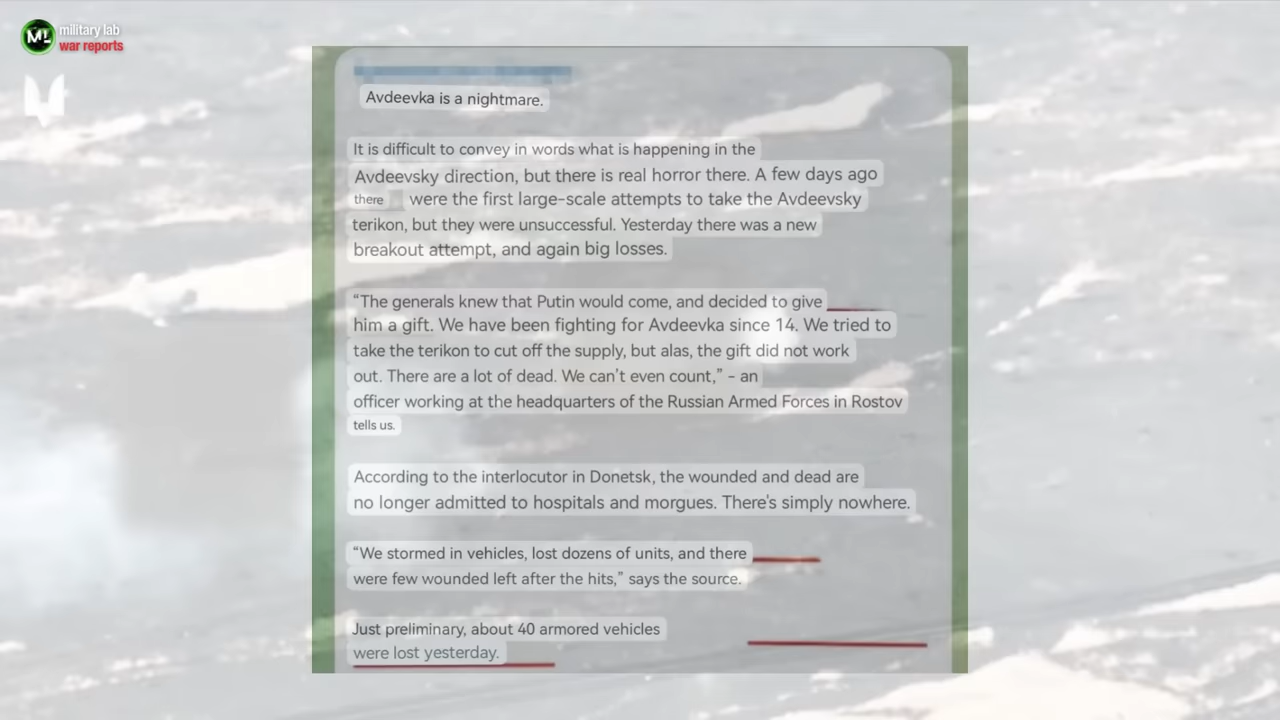 ML military lab
war reports
Avdeevka is a nightmare.
It is difficult to convey in words what is happening in the
Avdeevsky direction, but there is real horror there. A few days ago
there were the first large-scale attempts to take the Avdeevsky
terikon, but they were unsuccessful. Yesterday there was a new
breakout attempt, and again big losses.
“The generals knew that Putin would come, and decided to give
him a gift. We have been fighting for Avdeevka since 14. We tried to
take the terikon to cut off the supply, but alas, the gift did not work
out. There are a lot of dead. We can't even count,” - an
officer working at the headquarters of the Russian Armed Forces in Rostov
tells us.
According to the interlocutor in Donetsk, the wounded and dead are
no longer admitted to hospitals and morgues. There's simply nowhere.
“We stormed in vehicles, lost dozens of units, and there
were few wounded left after the hits,” says the source.
Just preliminary, about 40 armored vehicles
were lost yesterday.